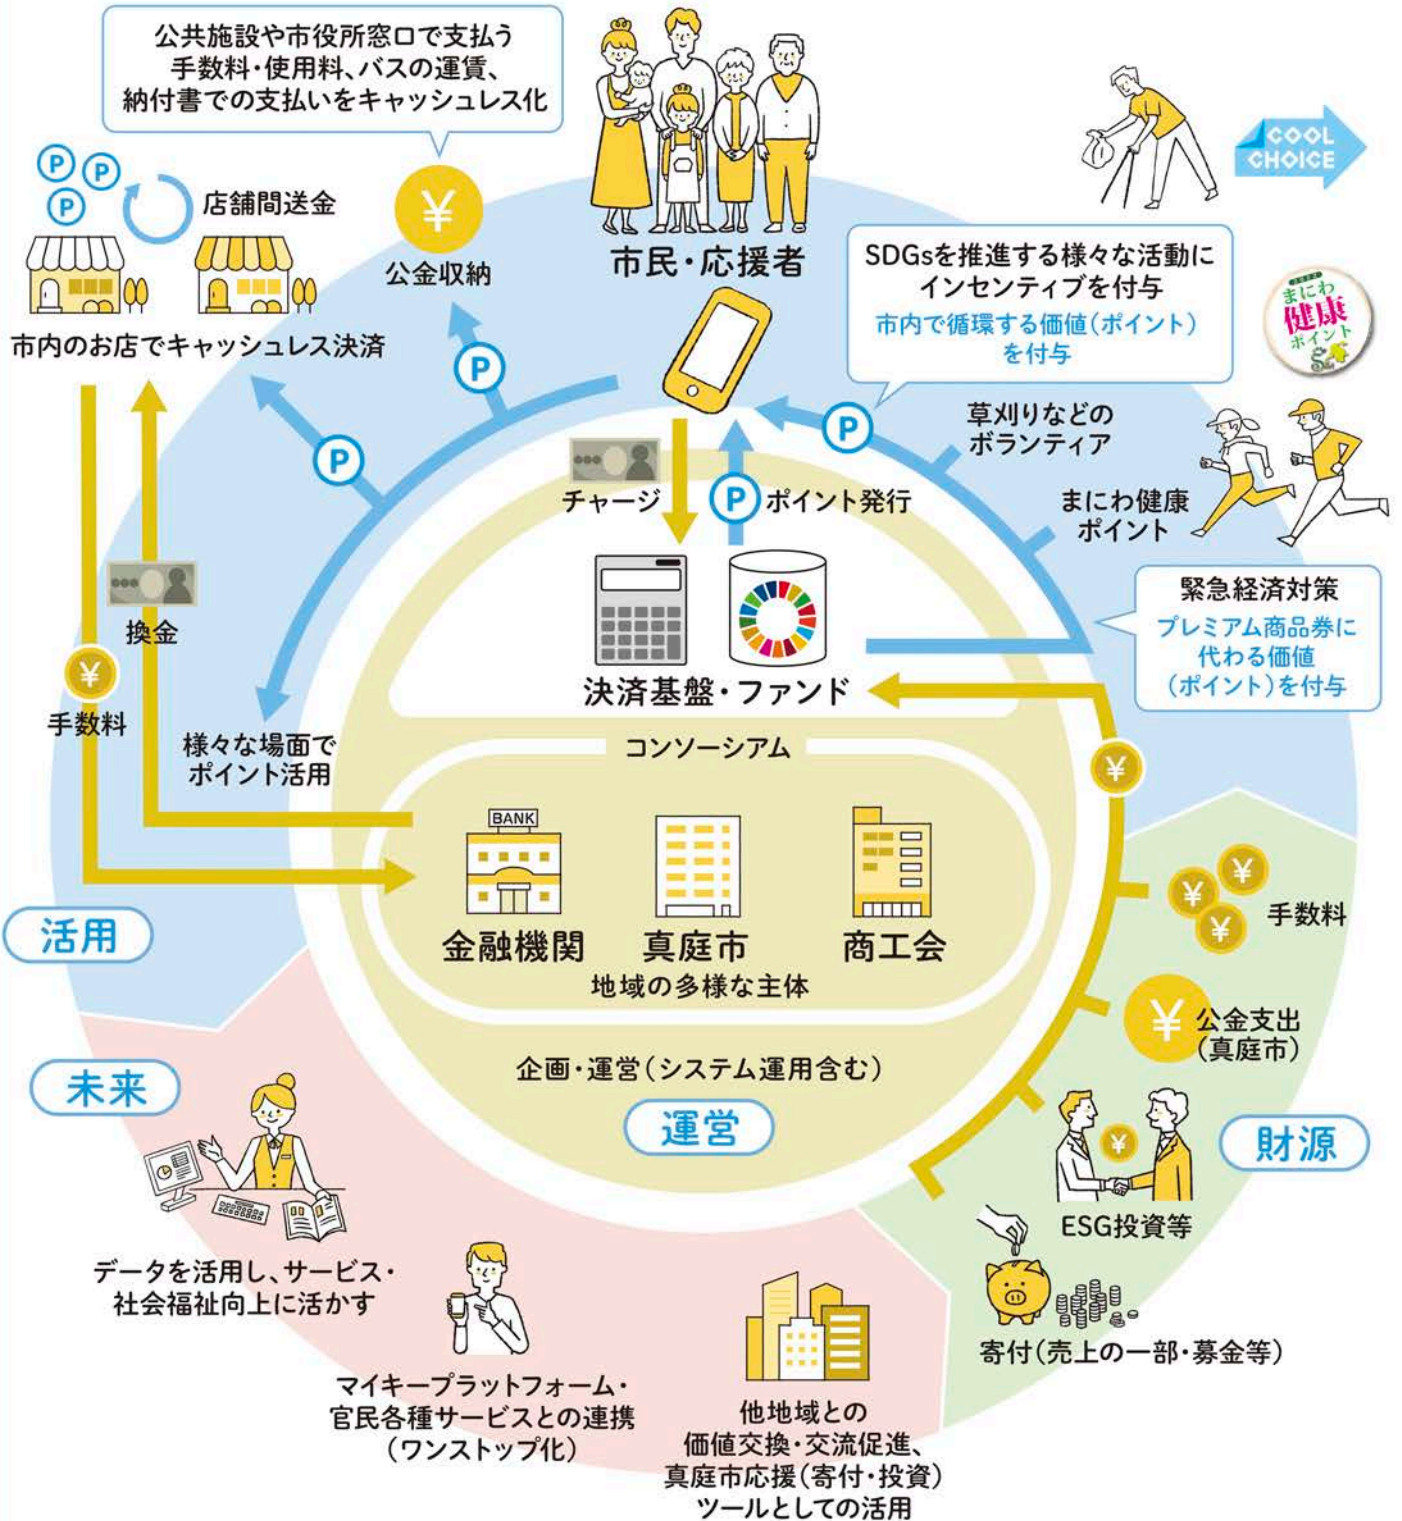 公共施設や市役所窓口で支払う
手数料・使用料、バスの運賃、
納付書での支払いをキャッシュレス化
COOL
CHOICE
P
P
P
店舗間送金
¥
公金収納
市民・応援者
SDGsを推進する様々な活動に
インセンティブを付与
市内で循環する価値(ポイント)
を付与
まにわ
健康
ポイント
市内のお店でキャッシュレス決済
P
P
P
草刈りなどの
ボランティア
チャージ
P
ポイント発行
まにわ健康
ポイント
緊急経済対策
プレミアム商品券に
代わる価値
(ポイント)を付与
換金
¥
手数料
決済基盤・ファンド
様々な場面で
ポイント活用
コンソーシアム
¥
BANK
金融機関
真庭市
商工会
地域の多様な主体
¥
¥
¥
手数料
活用
¥
公金支出
(真庭市)
企画・運営(システム運用含む)
運営
未来
¥
財源
ESG投資等
データを活用し、サービス・
社会福祉向上に活かす
寄付(売上の一部・募金等)
マイキープラットフォーム・
官民各種サービスとの連携
(ワンストップ化)
他地域との
価値交換・交流促進、
真庭市応援(寄付・投資)
ツールとしての活用